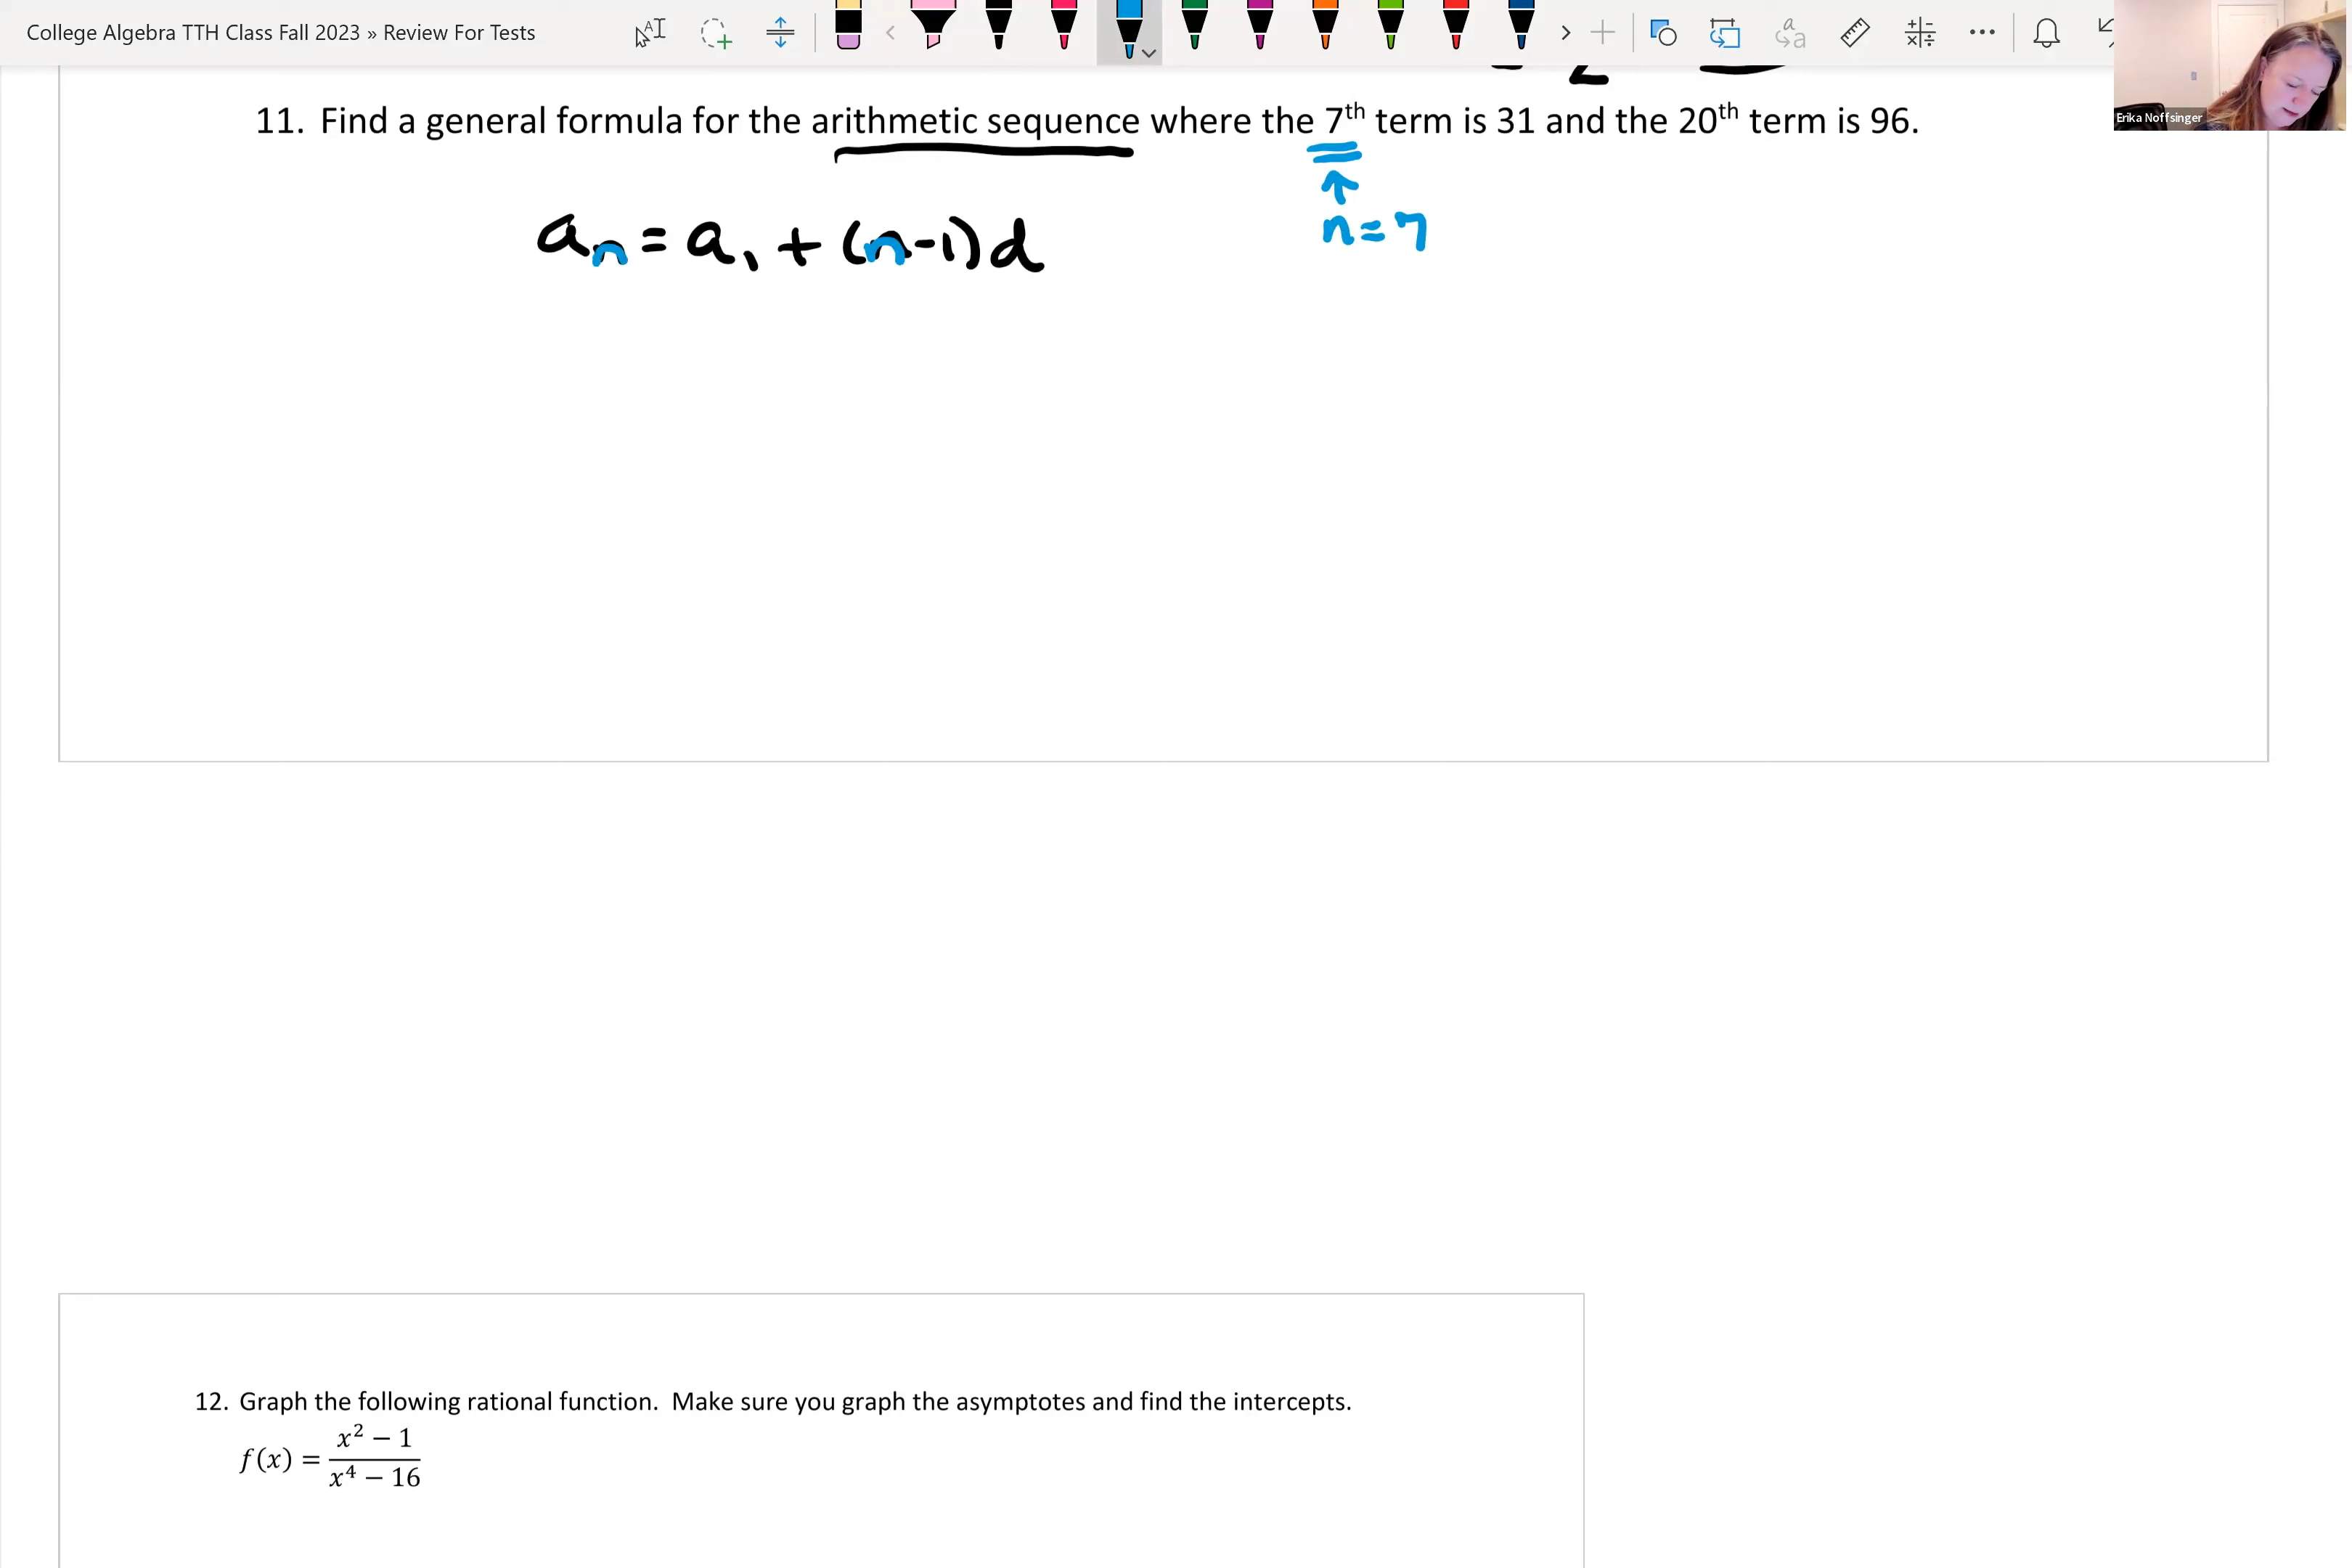 College Algebra TTH Class Fall 2023 » Review For Tests
Erika Noffsinger
11. Find a general formula for the arithmetic sequence where the 7th term is 31 and the 20th term is 96.
n=7
an = a1 + (n-1)d
12. Graph the following rational function. Make sure you graph the asymptotes and find the intercepts.
f(x) = x² − 1 / x⁴ − 16